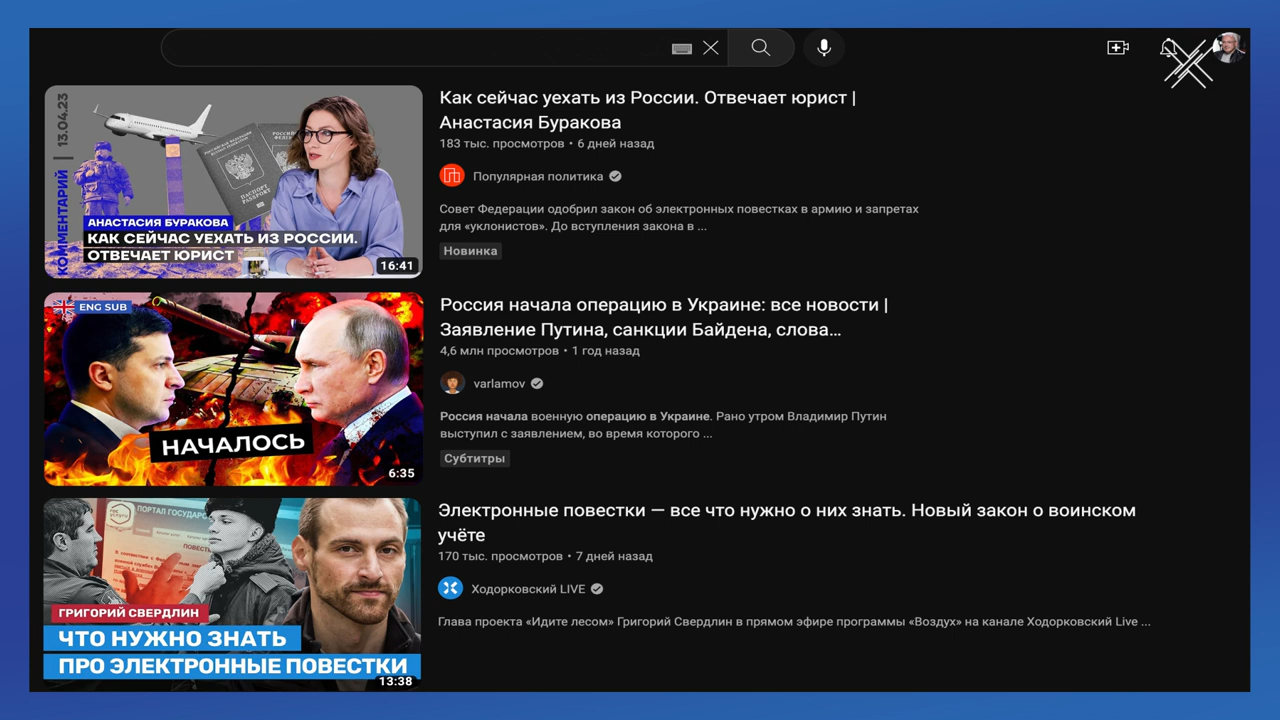 КОММЕНТАРИЙ | 13.04.23
АНАСТАСИЯ БУРАКОВА
КАК СЕЙЧАС УЕХАТЬ ИЗ РОССИИ.
ОТВЕЧАЕТ ЮРИСТ
ПАСПОРТ
16:41
Как сейчас уехать из России. Отвечает юрист |
Анастасия Буракова
183 тыс. просмотров • 6 дней назад
Популярная политика
Совет Федерации одобрил закон об электронных повестках в армию и запретах
для «уклонистов». До вступления закона в ...
Новинка
ENG SUB
НАЧАЛОСЬ
6:35
Россия начала операцию в Украине: все новости |
Заявление Путина, санкции Байдена, слова...
4,6 млн просмотров • 1 год назад
varlamov
Россия начала военную операцию в Украине. Рано утром Владимир Путин
выступил с заявлением, во время которого ...
Субтитры
ПОРТАЛ ГОСУДАР
ГРИГОРИЙ СВЕРДЛИН
ЧТО НУЖНО ЗНАТЬ
ПРО ЭЛЕКТРОННЫЕ ПОВЕСТКИ
13:38
Электронные повестки — все что нужно о них знать. Новый закон о воинском
учёте
170 тыс. просмотров • 7 дней назад
Ходорковский LIVE
Глава проекта «Идите лесом» Григорий Свердлин в прямом эфире программы «Воздух» на канале Ходорковский Live ...